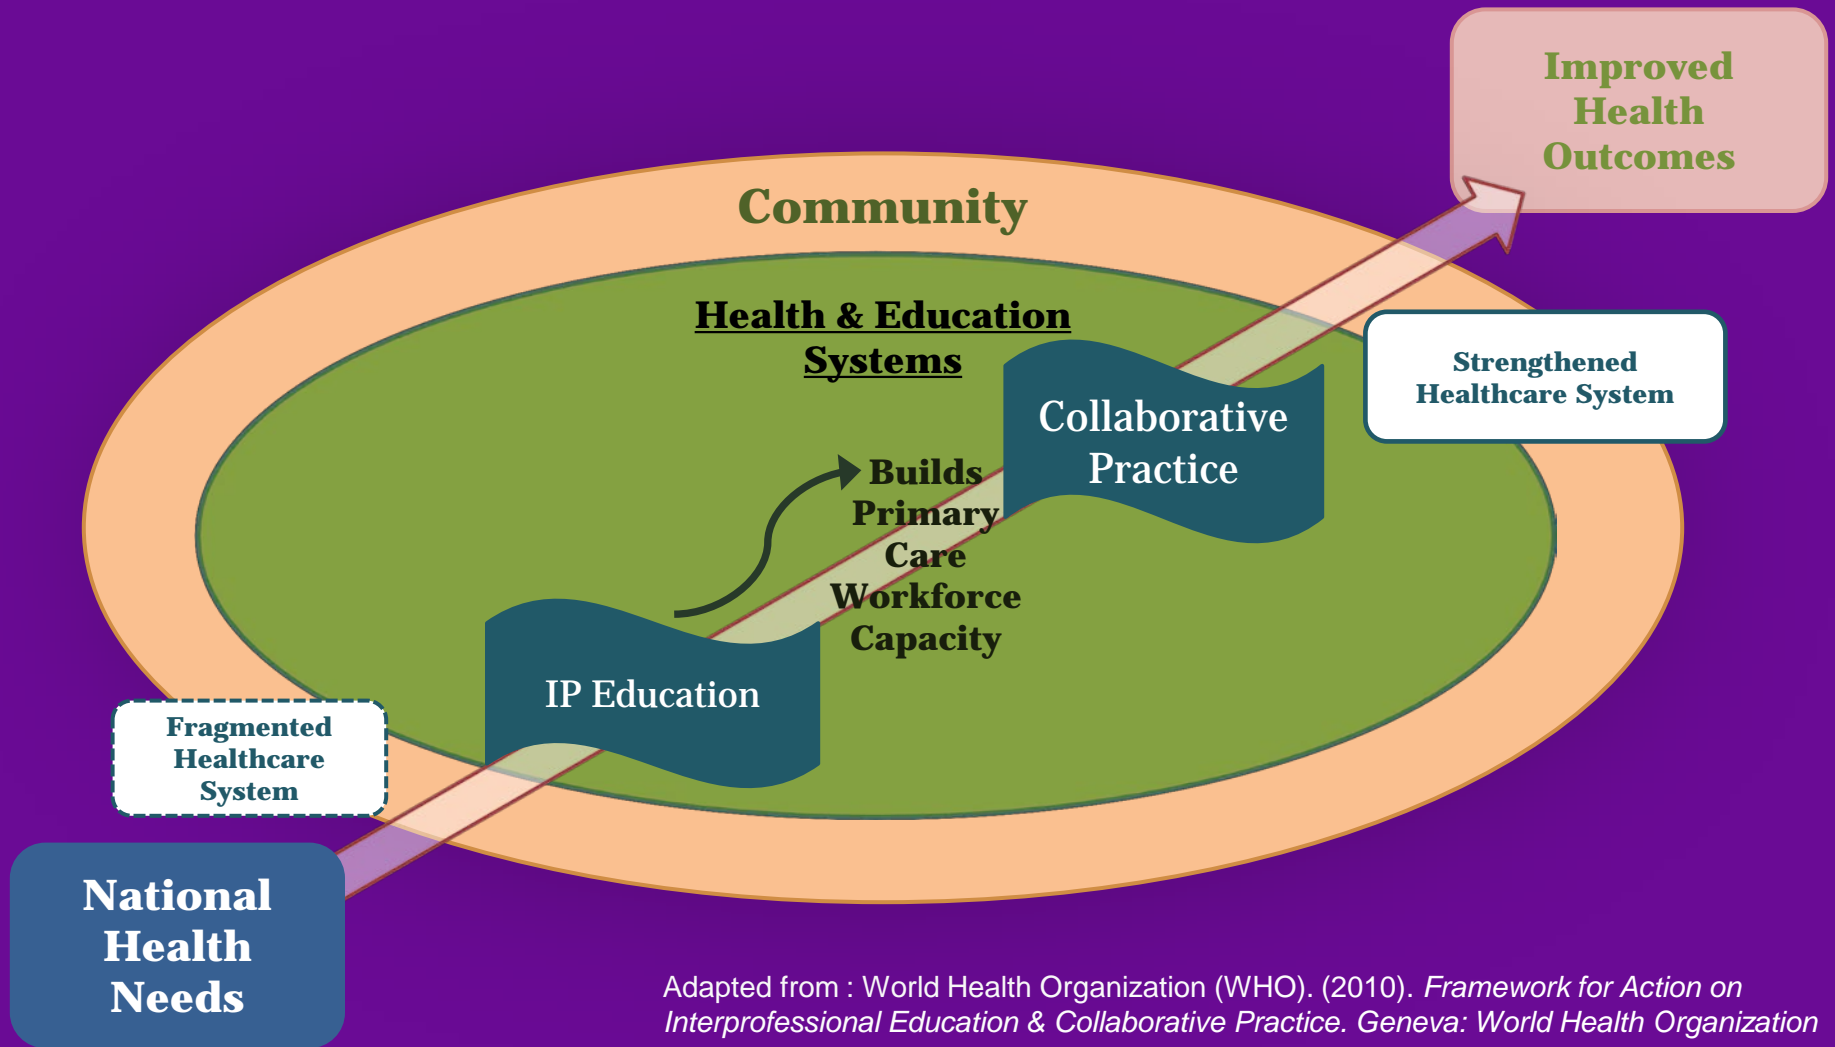 Improved
Health
Outcomes
Community
Health & Education
Systems
Strengthened
Healthcare System
Collaborative
Practice
Builds
Primary
Care
Workforce
Capacity
IP Education
Fragmented
Healthcare
System
National
Health
Needs
Adapted from : World Health Organization (WHO). (2010). Framework for Action on
Interprofessional Education & Collaborative Practice. Geneva: World Health Organization